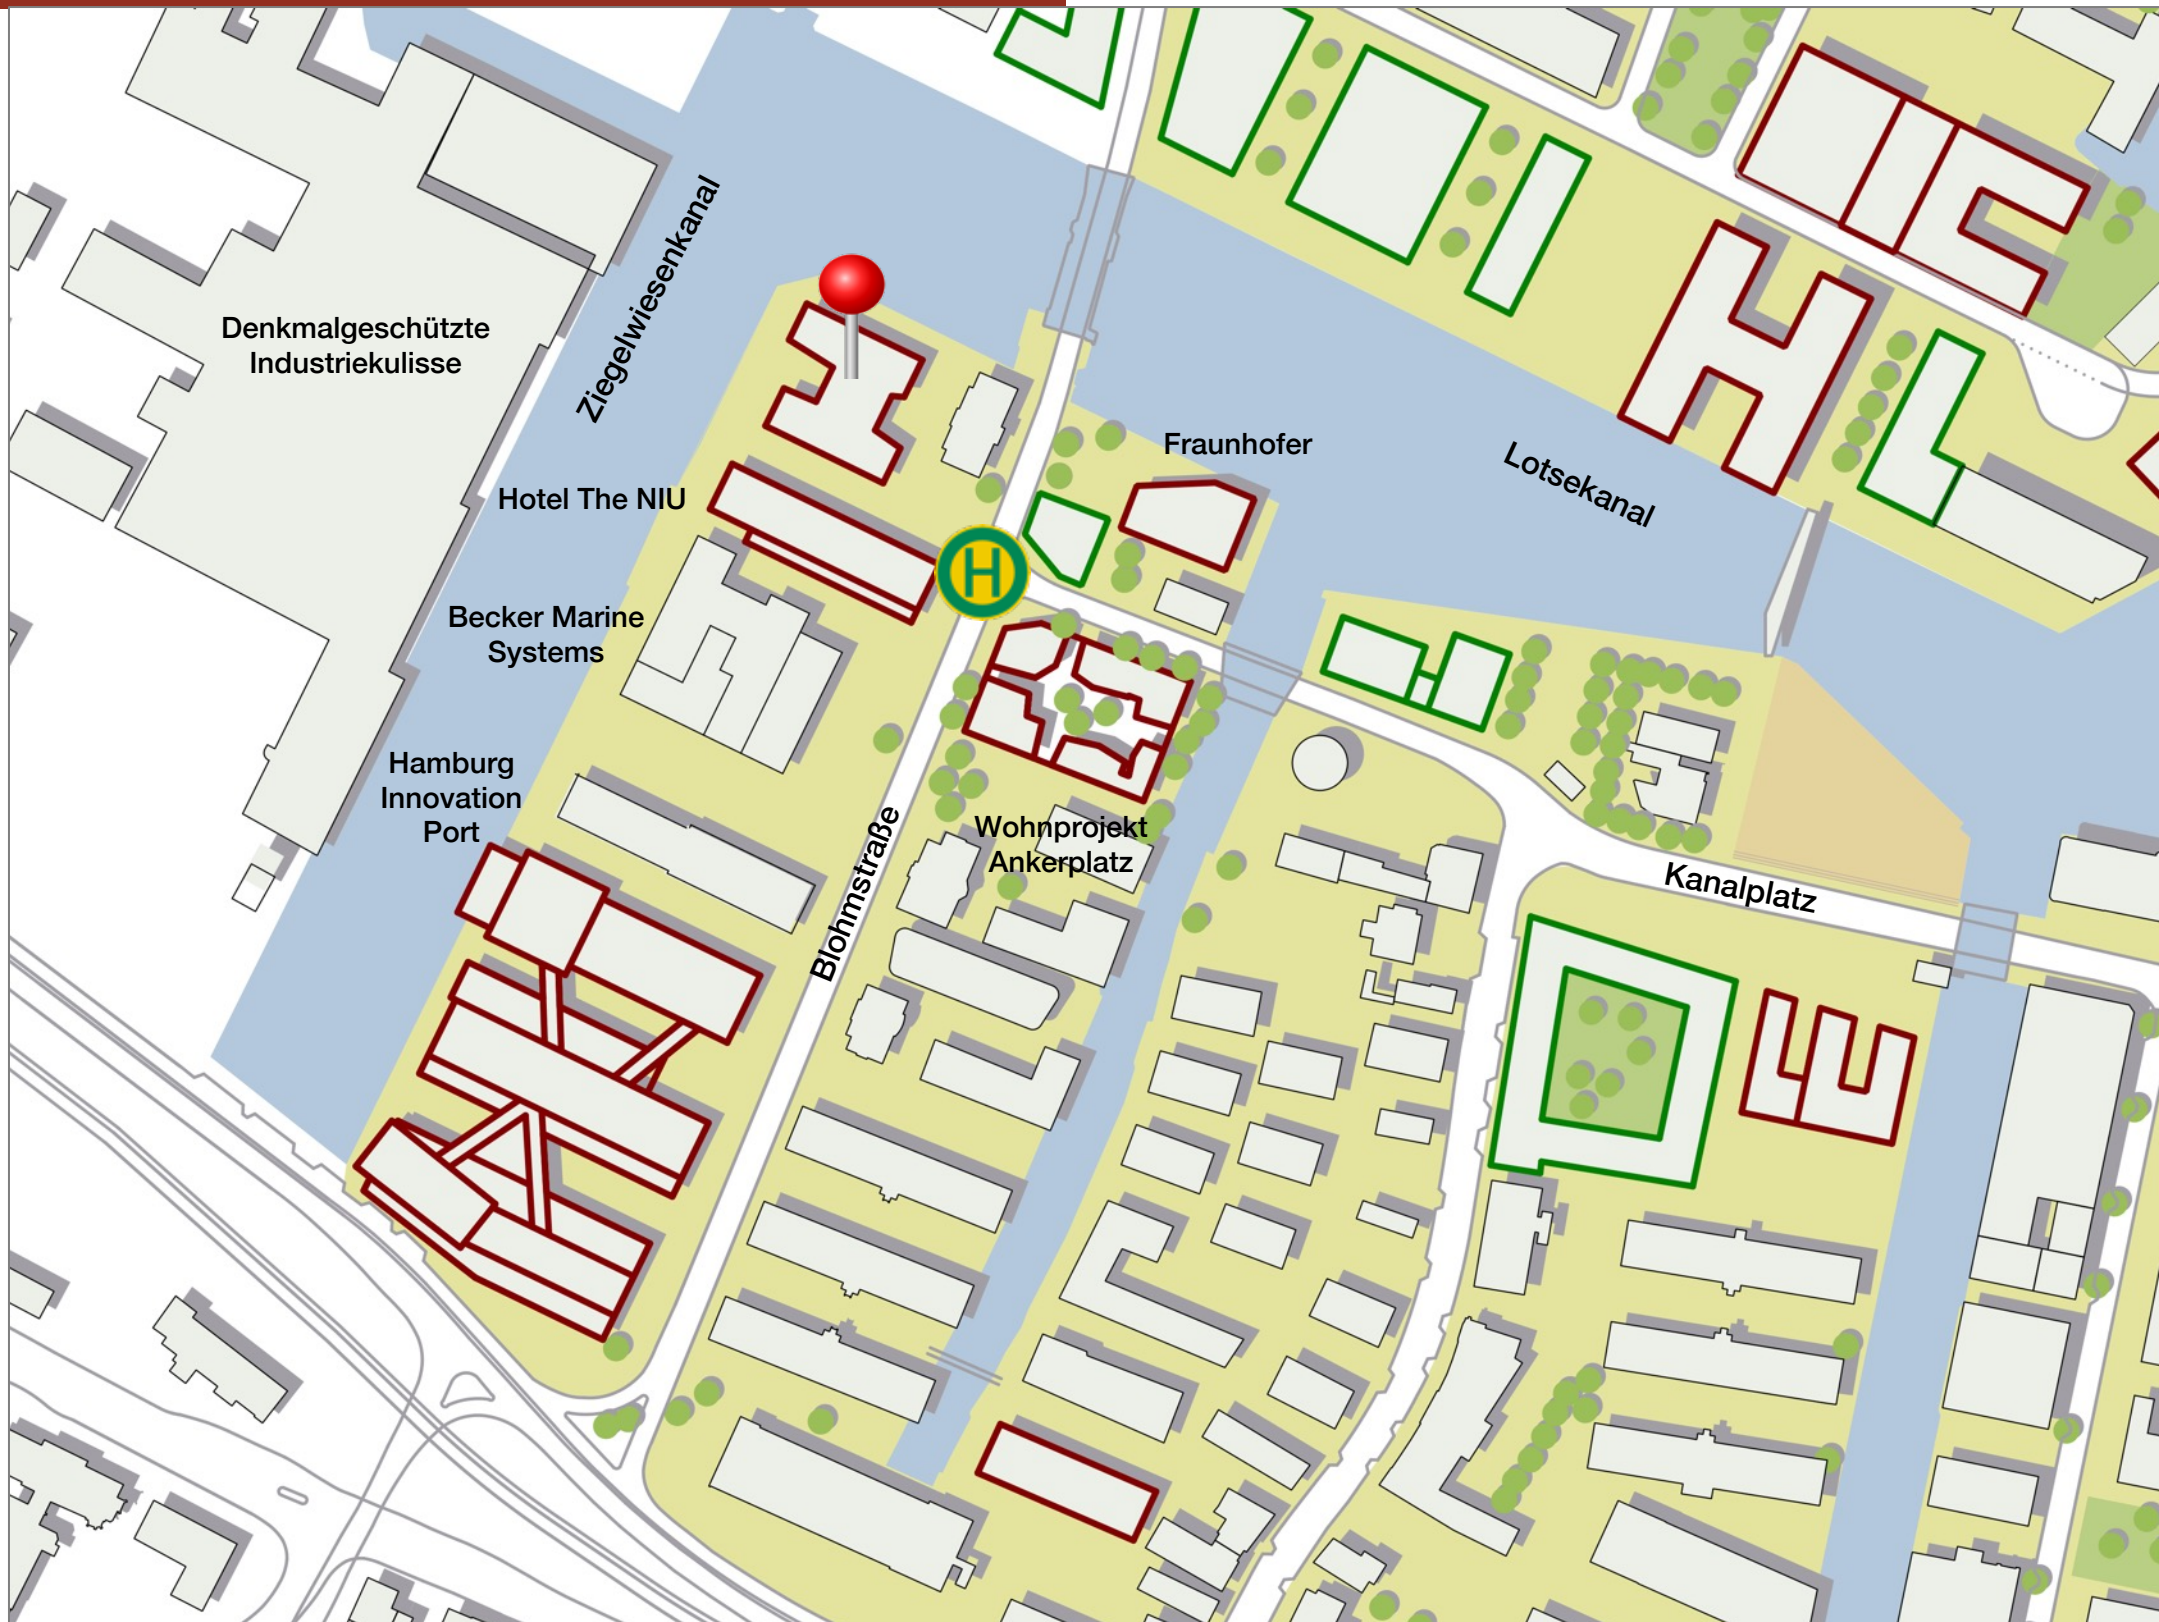 Ziegelwiesenkanal
Denkmalgeschützte
Industriekulisse
Fraunhofer
Lotsekanal
Hotel The NIU
H
Becker Marine
Systems
Hamburg
Innovation
Port
Blohmstraße
Wohnprojekt
Ankerplatz
Kanalplatz